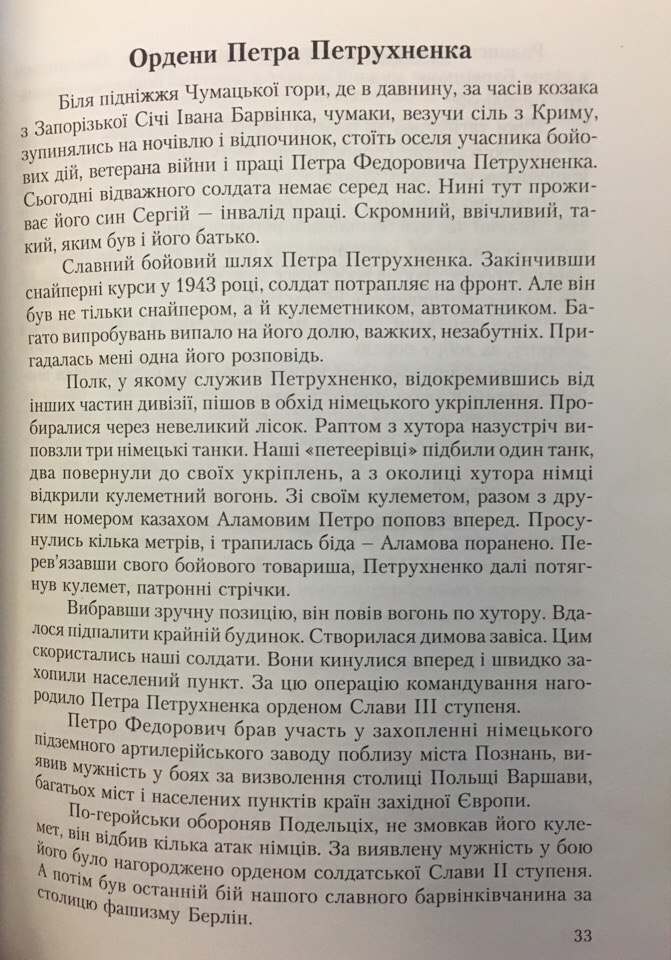 Ордени Петра Петрухненка
Біля підніжжя Чумацької гори, де в давнину, за часів козака
з Запорізької Січі Івана Барвінка, чумаки, везучи сіль з Криму,
зупинялись на ночівлю і відпочинок, стоїть оселя учасника бойо-
вих дій, ветерана війни і праці Петра Федоровича Петрухненка.
Сьогодні відважного солдата немає серед нас. Нині тут прожи-
ває його син Сергій — інвалід праці. Скромний, ввічливий, та-
кий, яким був і його батько.
Славний бойовий шлях Петра Петрухненка. Закінчивши
снайперні курси у 1943 році, солдат потрапляє на фронт. Але він
був не тільки снайпером, а й кулеметником, автоматником. Ба-
гато випробувань випало на його долю, важких, незабутніх. При-
гадалась мені одна його розповідь.
Полк, у якому служив Петрухненко, відокремившись від
інших частин дивізії, пішов в обхід німецького укріплення. Про-
биралися через невеликий лісок. Раптом з хутора назустріч ви-
повзли три німецькі танки. Наші «петеерівці» підбили один танк,
два повернули до своїх укріплень, а з околиці хутора німці
відкрили кулеметний вогонь. Зі своїм кулеметом, разом з дру-
гим номером казахом Аламовим Петро поповз вперед. Просу-
нулись кілька метрів, і трапилась біда – Аламова поранено. Пе-
рев'язавши свого бойового товариша, Петрухненко далі потяг-
нув кулемет, патронні стрічки.
Вибравши зручну позицію, він повів вогонь по хутору. Вда-
лося підпалити крайній будинок. Створилася димова завіса. Цим
скористались наші солдати. Вони кинулися вперед і швидко за-
хопили населений пункт. За цю операцію командування наго-
родило Петра Петрухненка орденом Слави III ступеня.
Петро Федорович брав участь у захопленні німецького
підземного артилерійського заводу поблизу міста Познань, ви-
явив мужність у боях за визволення столиці Польщі Варшави,
багатьох міст і населених пунктів країн західної Європи.
По-геройськи обороняв Подельціх, не змовкав його куле-
мет, він відбив кілька атак німців. За виявлену мужність у бою
його було нагороджено орденом солдатської Слави II ступеня.
А потім був останній бій нашого славного барвінківчанина за
столицю фашизму Берлін.
33